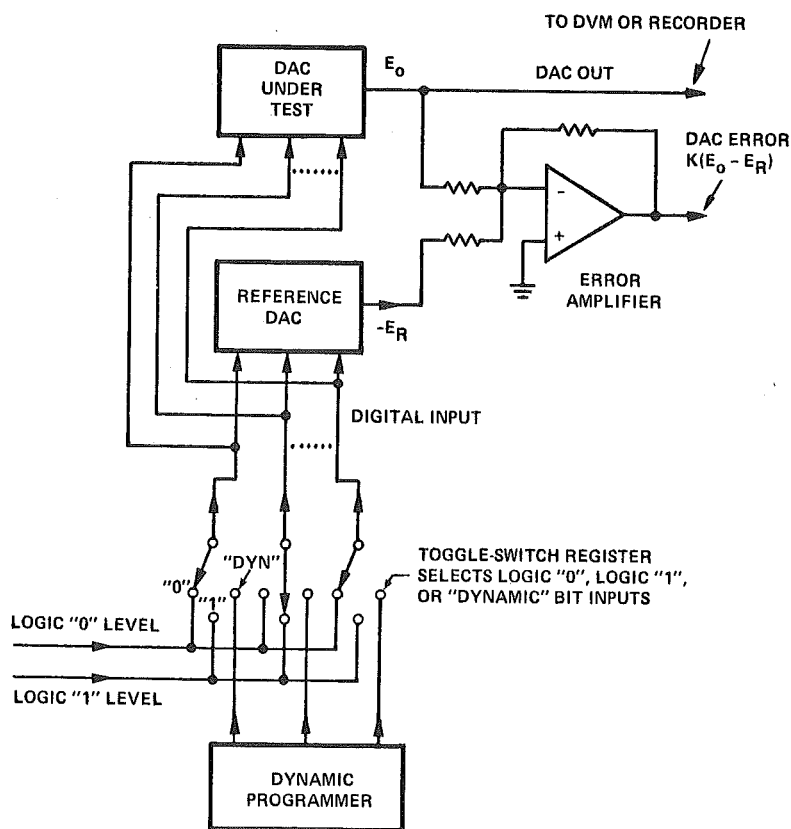 TO DVM OR RECORDER
DAC
UNDER
TEST
Eo
DAC OUT
DAC ERROR
K(Eo - ER)
-
+
ERROR
AMPLIFIER
REFERENCE
DAC
-ER
DIGITAL INPUT
"0"
"1"
"DYN"
TOGGLE-SWITCH REGISTER
SELECTS LOGIC "0", LOGIC "1",
OR "DYNAMIC" BIT INPUTS
LOGIC "0" LEVEL
LOGIC "1" LEVEL
DYNAMIC
PROGRAMMER